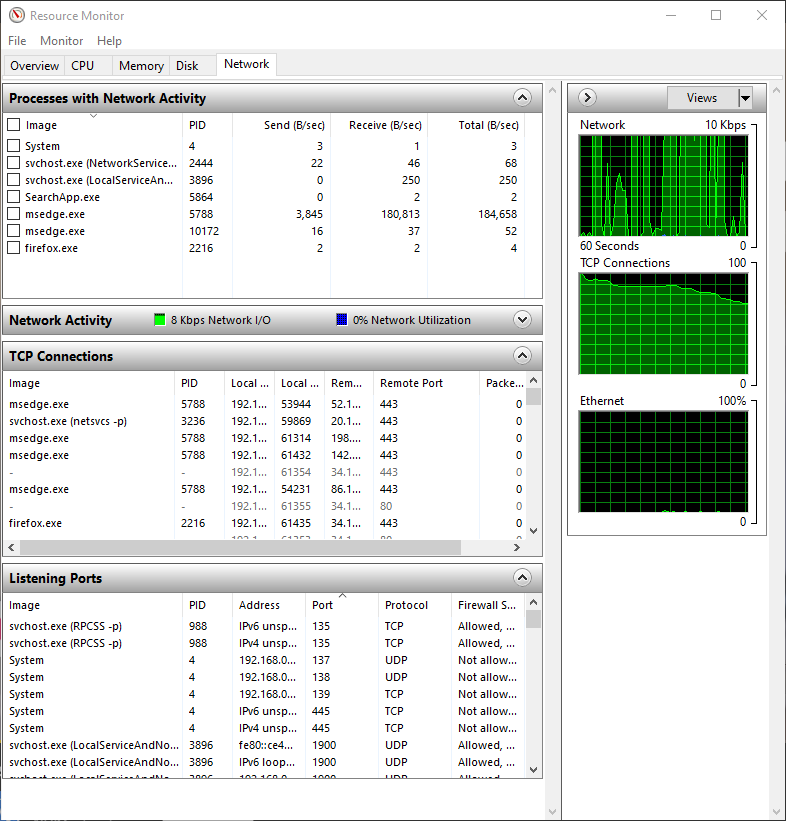 Resource Monitor
File Monitor Help
Overview CPU Memory Disk Network
Processes with Network Activity
Image PID Send (B/sec) Receive (B/sec) Total (B/sec)
System 4 3 1 3
svchost.exe (NetworkService... 2444 22 46 68
svchost.exe (LocalServiceAn... 3896 0 250 250
SearchApp.exe 5864 0 2 2
msedge.exe 5788 3,845 180,813 184,658
msedge.exe 10172 16 37 52
firefox.exe 2216 2 2 4
Network Activity 8 Kbps Network I/O 0% Network Utilization
TCP Connections
Image PID Local ... Local ... Rem... Remote Port Packe...
msedge.exe 5788 192.1... 53944 52.1... 443 0
svchost.exe (netsvcs -p) 3236 192.1... 59869 20.1... 443 0
msedge.exe 5788 192.1... 61314 198.... 443 0
msedge.exe 5788 192.1... 61432 142.... 443 0
- - 192.1... 61354 34.1... 443 0
msedge.exe 5788 192.1... 54231 86.1... 443 0
- - 192.1... 61355 34.1... 80 0
firefox.exe 2216 192.1... 61435 34.1... 443 0
Listening Ports
Image PID Address Port Protocol Firewall S...
svchost.exe (RPCSS -p) 988 IPv6 unsp... 135 TCP Allowed, ...
svchost.exe (RPCSS -p) 988 IPv4 unsp... 135 TCP Allowed, ...
System 4 192.168.0... 137 UDP Not allow...
System 4 192.168.0... 138 UDP Not allow...
System 4 192.168.0... 139 TCP Not allow...
System 4 IPv6 unsp... 445 TCP Not allow...
System 4 IPv4 unsp... 445 TCP Not allow...
svchost.exe (LocalServiceAndNo... 3896 fe80::ce4... 1900 UDP Allowed, ...
svchost.exe (LocalServiceAndNo... 3896 IPv6 loop... 1900 UDP Allowed, ...
Views
Network 10 Kbps
60 Seconds 0
TCP Connections 100
0
Ethernet 100%
0